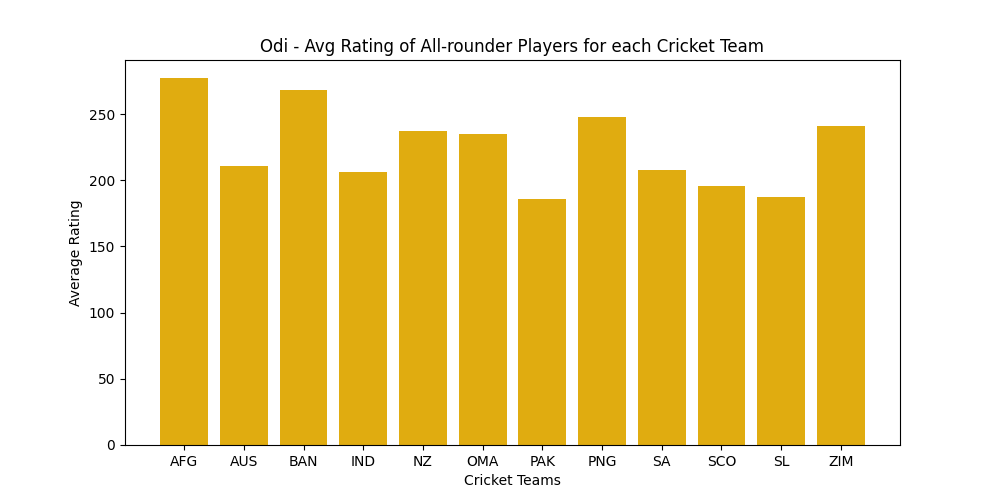 Odi - Avg Rating of All-rounder Players for each Cricket Team
Average Rating
250
200
150
100
50
0
AFG AUS BAN IND NZ OMA PAK PNG SA SCO SL ZIM
Cricket Teams